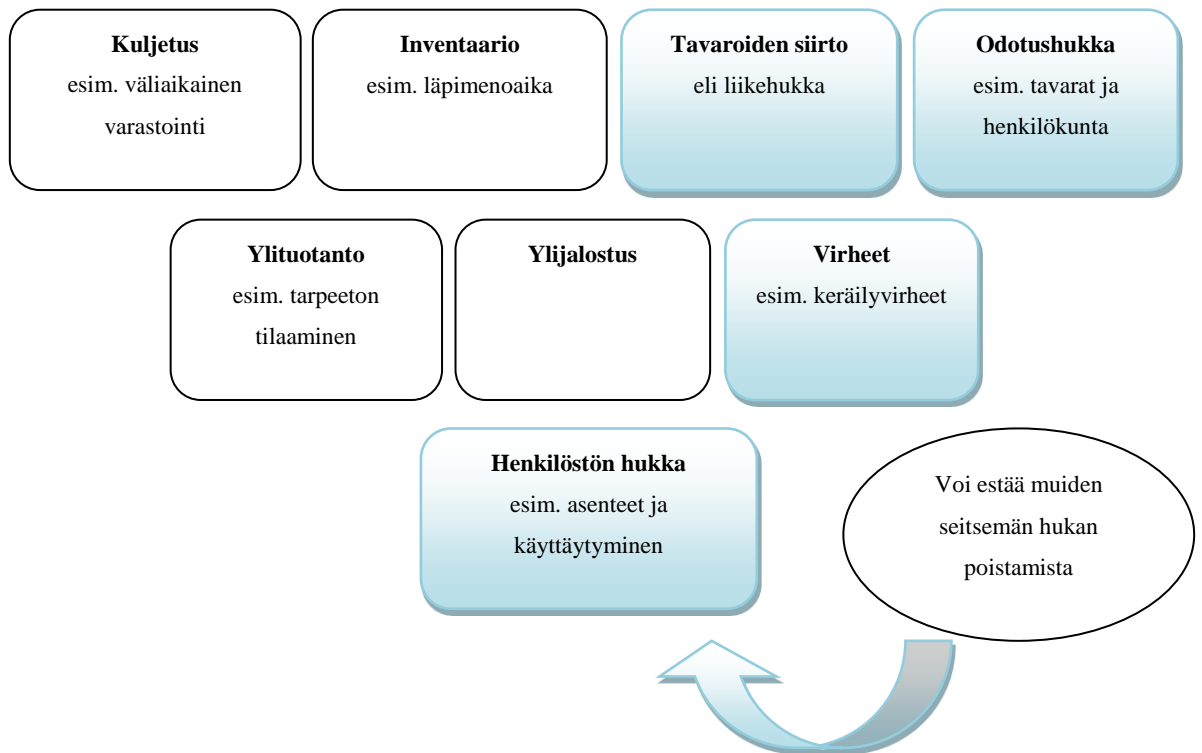 Kuljetus
esim. väliaikainen
varastointi
Inventaario
esim. läpimenoaika
Tavaroiden siirto
eli liikehukka
Odotushukka
esim. tavarat ja
henkilökunta
Ylituotanto
esim. tarpeeton
tilaaminen
Ylijalostus
Virheet
esim. keräilyvirheet
Henkilöstön hukka
esim. asenteet ja
käyttäytyminen
Voi estää muiden
seitsemän hukan
poistamista